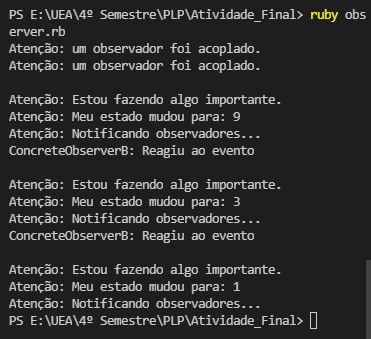 PS E:\UEA\4º Semestre\PLP\Atividade_Final> ruby obs
erver.rb
Atenção: um observador foi acoplado.
Atenção: um observador foi acoplado.
Atenção: Estou fazendo algo importante.
Atenção: Meu estado mudou para: 9
Atenção: Notificando observadores...
ConcreteObserverB: Reagiu ao evento
Atenção: Estou fazendo algo importante.
Atenção: Meu estado mudou para: 3
Atenção: Notificando observadores...
ConcreteObserverB: Reagiu ao evento
Atenção: Estou fazendo algo importante.
Atenção: Meu estado mudou para: 1
Atenção: Notificando observadores...
PS E:\UEA\4º Semestre\PLP\Atividade_Final>